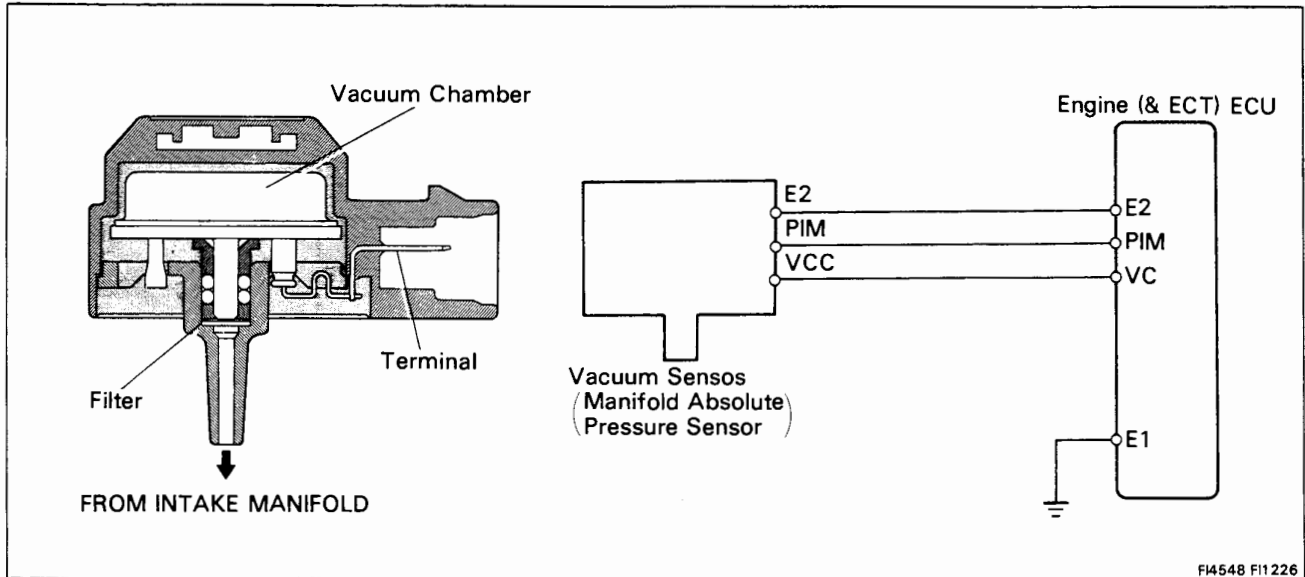 Vacuum Chamber
Terminal
Filter
FROM INTAKE MANIFOLD
Engine (& ECT) ECU
E2
PIM
VCC
E2
PIM
VC
E1
Vacuum Sensos
(Manifold Absolute
Pressure Sensor)
FI4548 FI1226